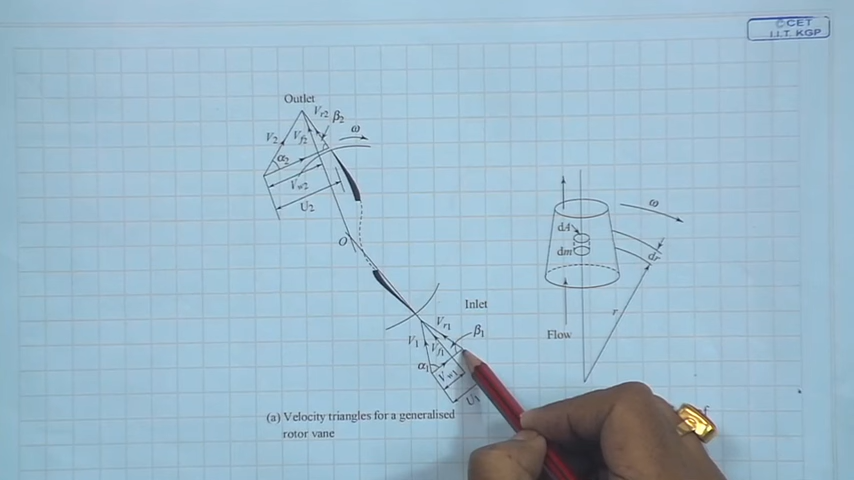 © CET
I.I.T. KGP
Outlet
Vr2
β2
ω
V2
Vf2
α2
Vw2
U2
O
ω
dA
dm
dr
r
Flow
Inlet
Vr1
β1
V1
Vf1
α1
Vw1
U1
(a) Velocity triangles for a generalised
rotor vane